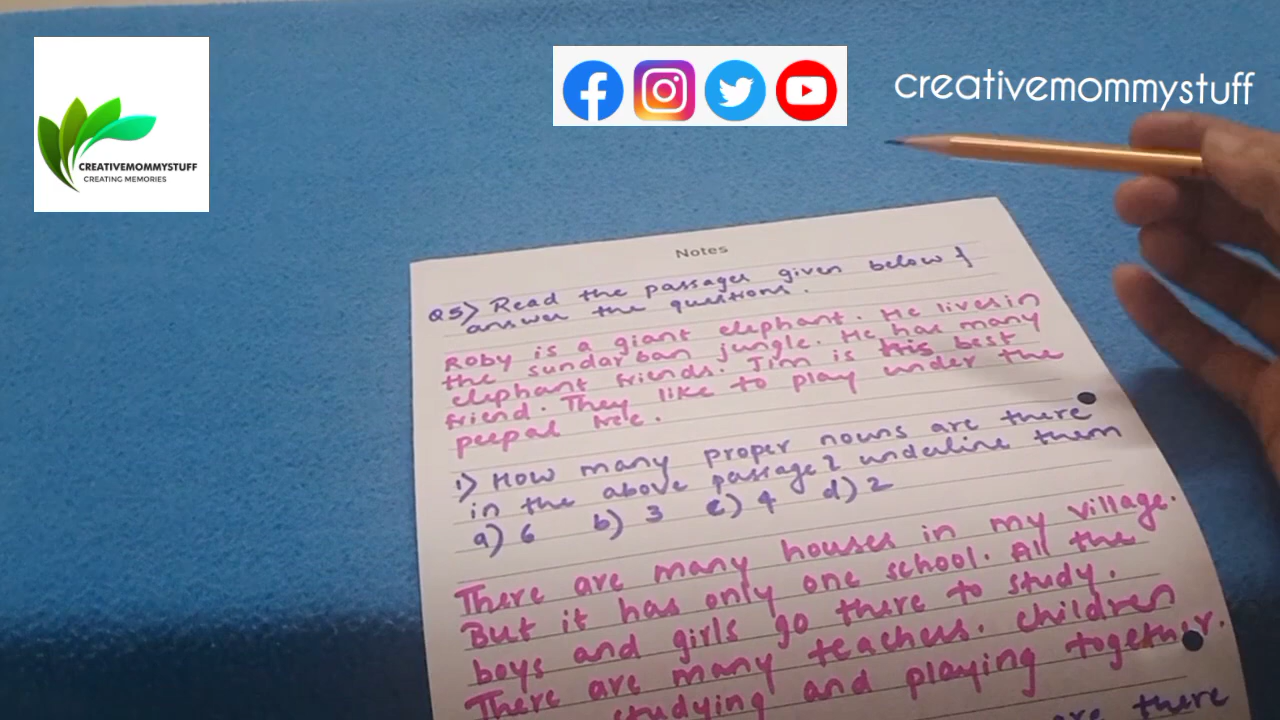 CREATIVEMOMMYSTUFF
CREATING MEMORIES
creativemommystuff
Notes
Q5) Read the passages given below &
answer the questions.
Roby is a giant elephant. He lives in
the sundarban jungle. He has many
elephant friends. Jim is his best
friend. They like to play under the
peepal tree.
1) How many proper nouns are there
in the above passage? underline them
a) 6 b) 3 c) 4 d) 2
There are many houses in my village.
But it has only one school. All the
boys and girls go there to study.
There are many teachers. children
studying and playing together.
are there